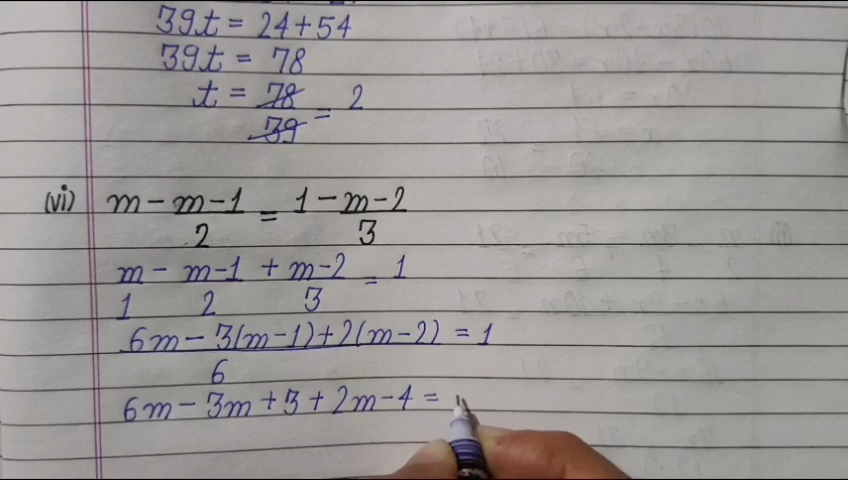 39t = 24+54
39t = 78
t = 78/39 = 2
(vi) m - m-1/2 = 1 - m-2/3
m/1 - m-1/2 + m-2/3 = 1
6m - 3(m-1)+2(m-2)/6 = 1
6m - 3m + 3 + 2m - 4 =